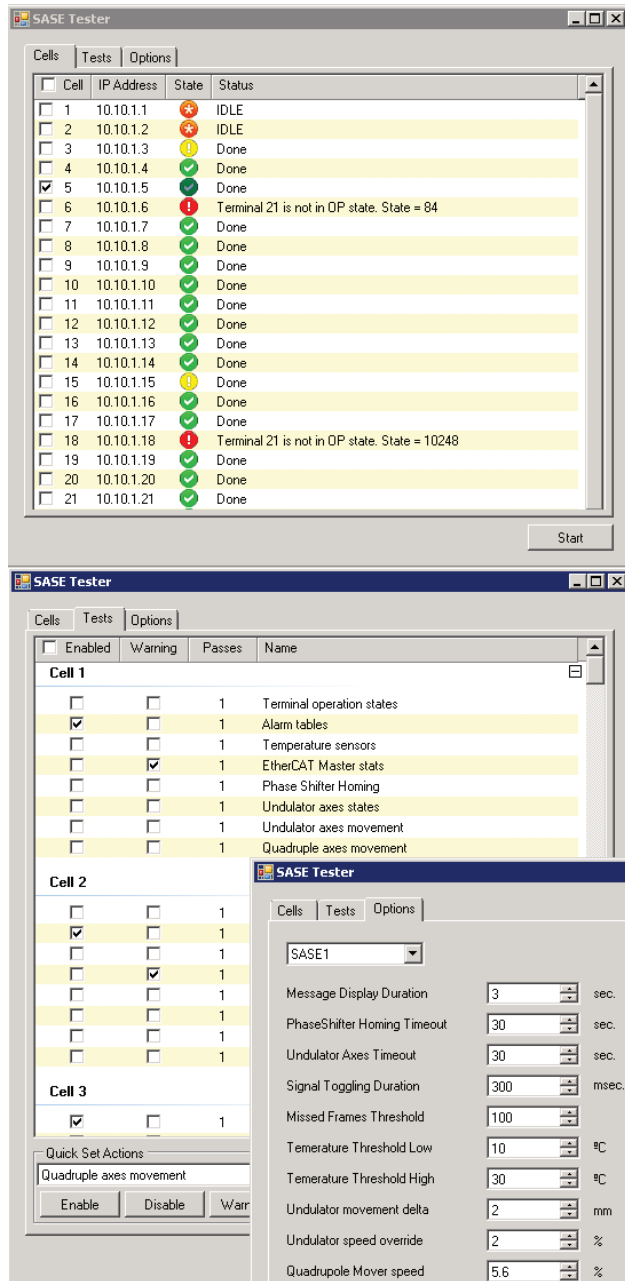 SASE Tester
Cells Tests Options
Cell IP Address State Status
1 10.10.1.1 IDLE
2 10.10.1.2 IDLE
3 10.10.1.3 Done
4 10.10.1.4 Done
5 10.10.1.5 Done
6 10.10.1.6 Terminal 21 is not in OP state. State = 84
7 10.10.1.7 Done
8 10.10.1.8 Done
9 10.10.1.9 Done
10 10.10.1.10 Done
11 10.10.1.11 Done
12 10.10.1.12 Done
13 10.10.1.13 Done
14 10.10.1.14 Done
15 10.10.1.15 Done
16 10.10.1.16 Done
17 10.10.1.17 Done
18 10.10.1.18 Terminal 21 is not in OP state. State = 10248
19 10.10.1.19 Done
20 10.10.1.20 Done
21 10.10.1.21 Done
Start
SASE Tester
Cells Tests Options
Enabled Warning Passes Name
Cell 1
1 Terminal operation states
1 Alarm tables
1 Temperature sensors
1 EtherCAT Master stats
1 Phase Shifter Homing
1 Undulator axes states
1 Undulator axes movement
1 Quadruple axes movement
Cell 2
1
1
1
1
1
1
1
1
Cell 3
1
Quick Set Actions
Quadruple axes movement
Enable Disable Warr
SASE Tester
Cells Tests Options
SASE1
Message Display Duration 3 sec.
PhaseShifter Homing Timeout 30 sec.
Undulator Axes Timeout 30 sec.
Signal Toggling Duration 300 msec.
Missed Frames Threshold 100
Temerature Threshold Low 10 ºC
Temerature Threshold High 30 ºC
Undulator movement delta 2 mm
Undulator speed override 2 %
Quadrupole Mover speed 5.6 %